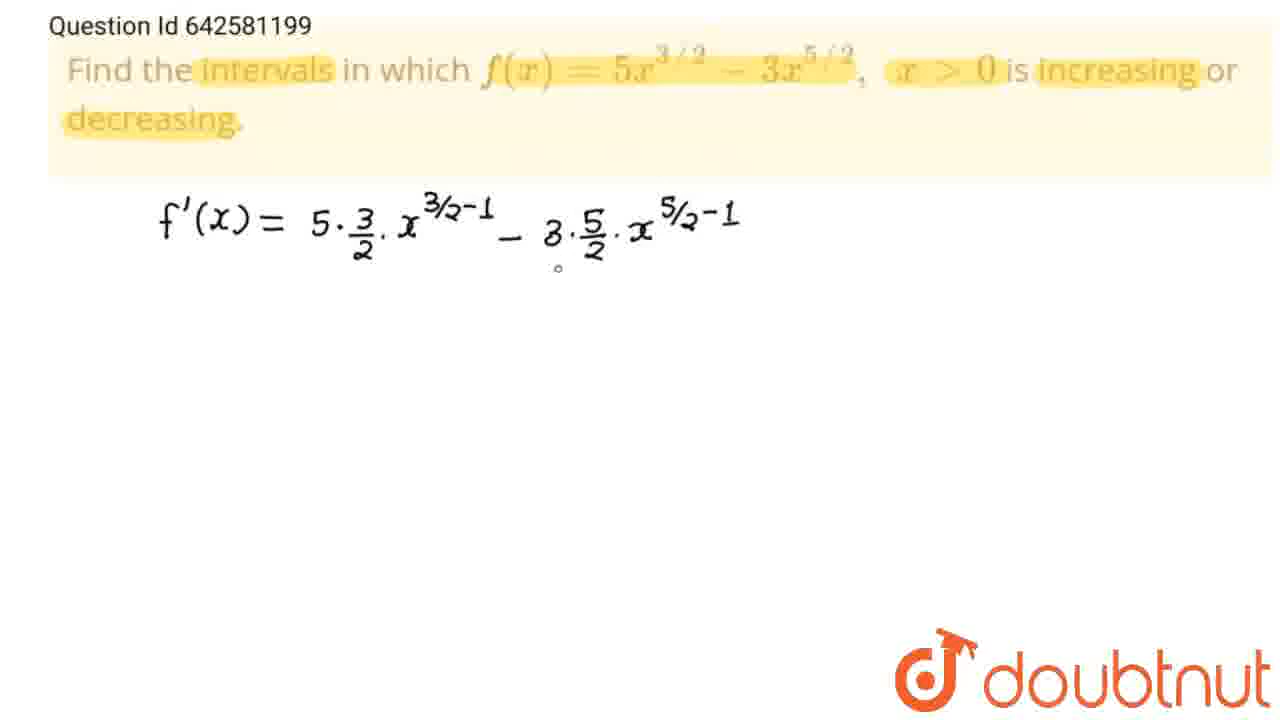 Question Id 642581199
Find the intervals in which f(x) = 5x^{3/2} − 3x^{5/2}, x > 0 is increasing or
decreasing.
f'(x) = 5·3/2·x^{3/2−1} − 3·5/2·x^{5/2−1}
doubtnut